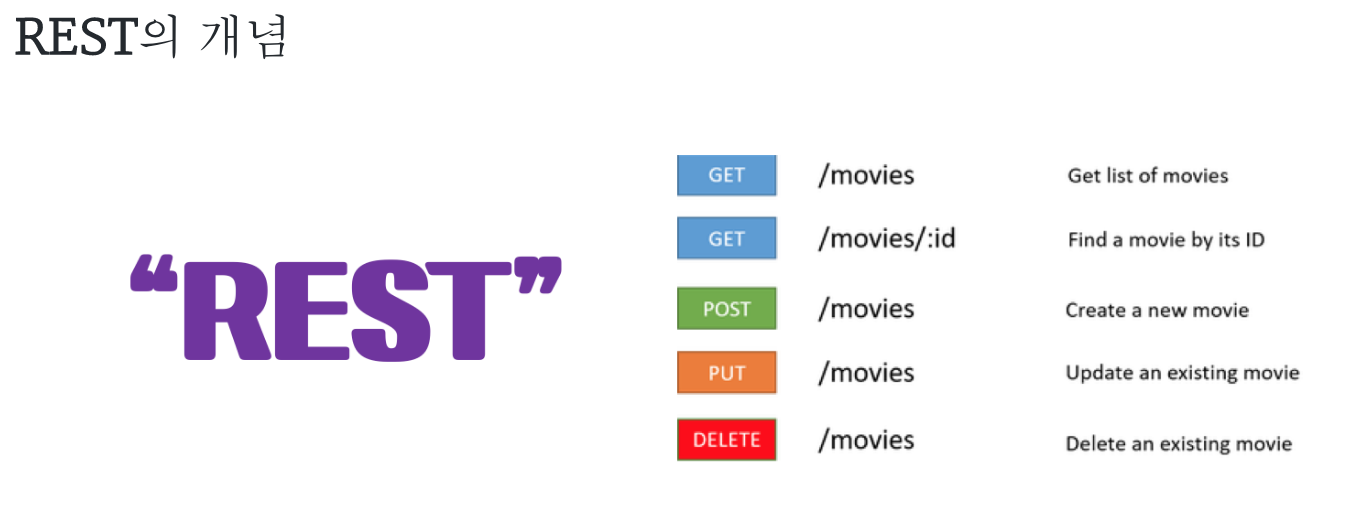 REST의 개념
“REST”
GET /movies Get list of movies
GET /movies/:id Find a movie by its ID
POST /movies Create a new movie
PUT /movies Update an existing movie
DELETE /movies Delete an existing movie